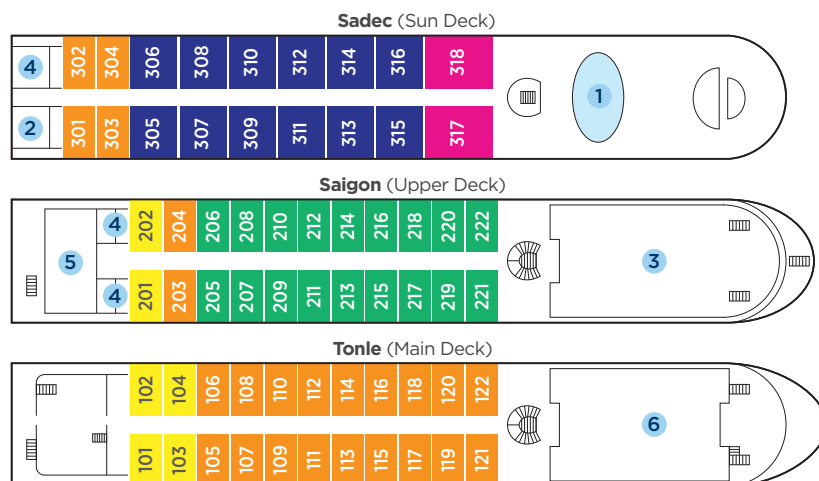 Sadec (Sun Deck)
4 302 304 306 308 310 312 314 316 318
1
2 301 303 305 307 309 311 313 315 317
Saigon (Upper Deck)
4 202 204 206 208 210 212 214 216 218 220 222
5 3
4 201 203 205 207 209 211 213 215 217 219 221
Tonle (Main Deck)
102 104 106 108 110 112 114 116 118 120 122
6
101 103 105 107 109 111 113 115 117 119 121